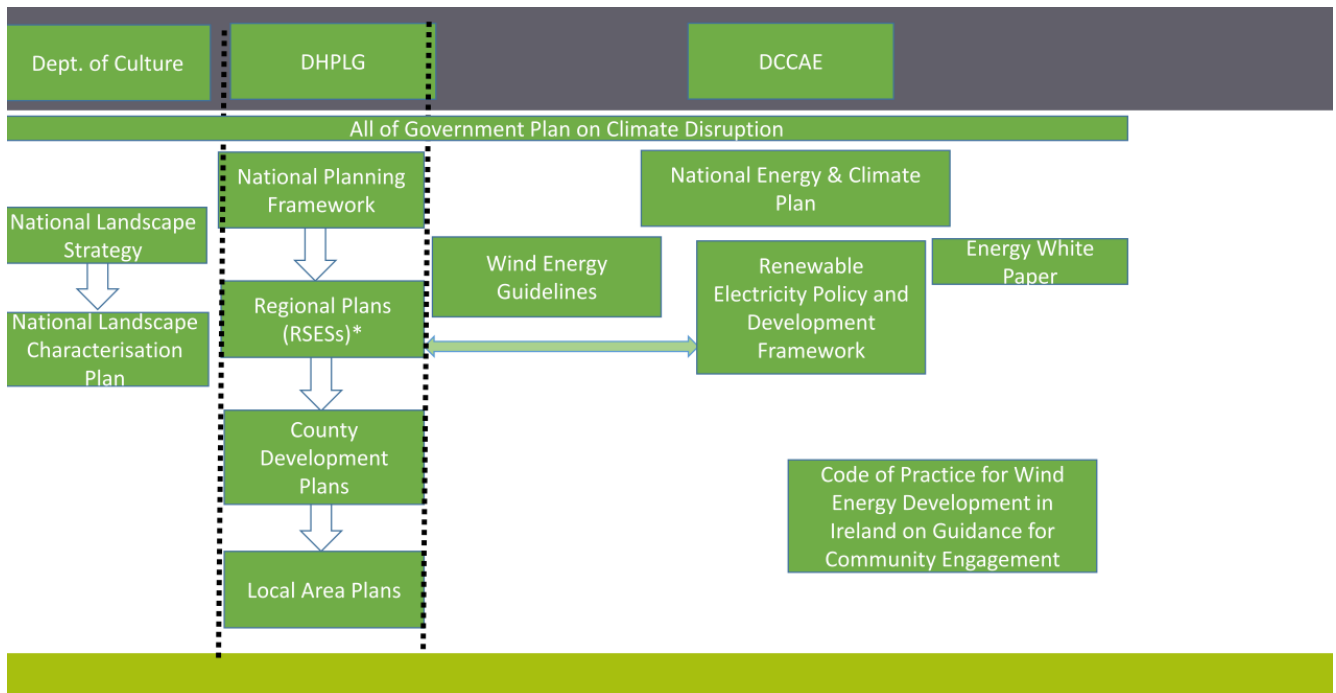 Dept. of Culture
DHPLG
DCCAE
All of Government Plan on Climate Disruption
National Landscape
Strategy
National Landscape
Characterisation
Plan
National Planning
Framework
Regional Plans
(RSESs)*
County
Development
Plans
Local Area Plans
Wind Energy
Guidelines
National Energy & Climate
Plan
Renewable
Electricity Policy and
Development
Framework
Energy White
Paper
Code of Practice for Wind
Energy Development in
Ireland on Guidance for
Community Engagement